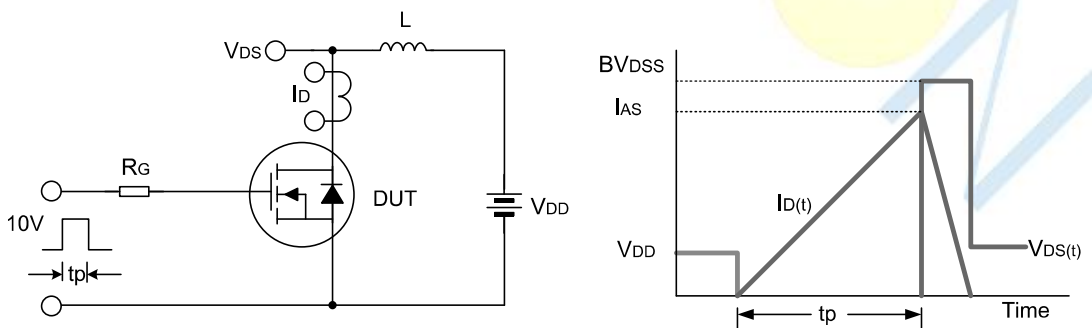 L
VDS
ID
RG
DUT
VDD
10V
tp
BVDSS
IAS
ID(t)
VDD
VDS(t)
tp
Time